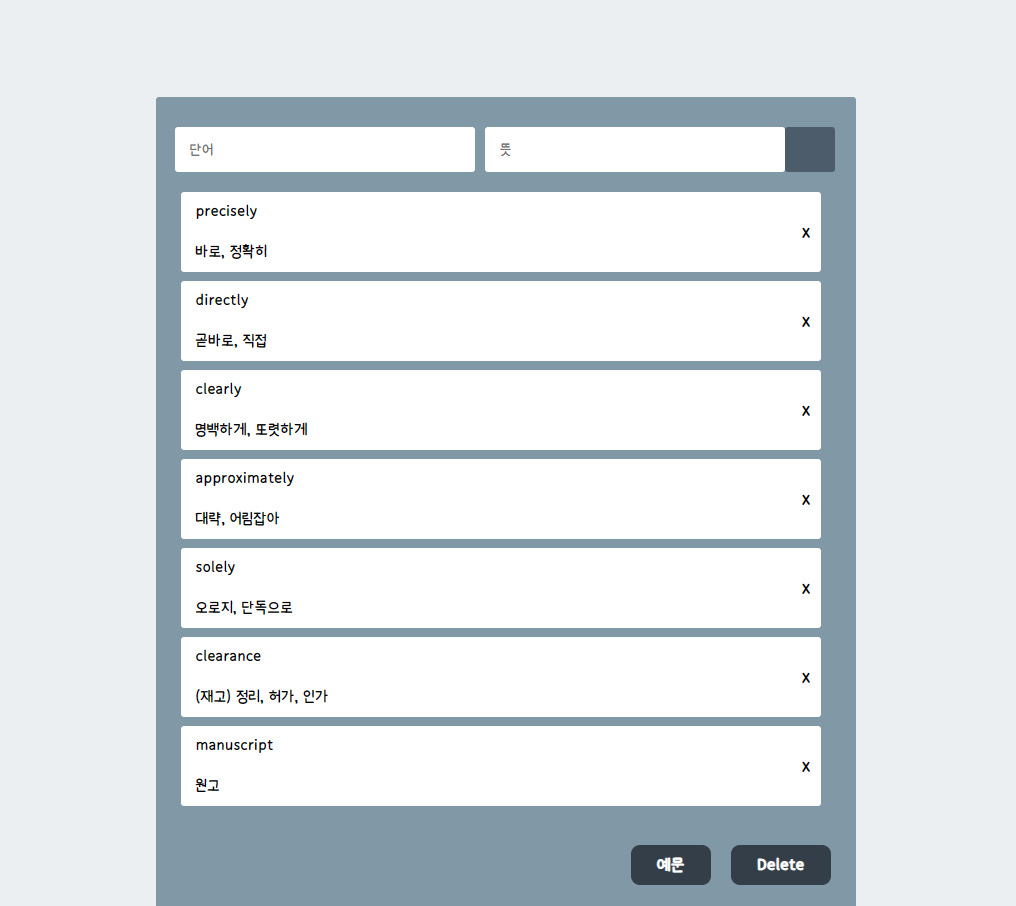 단어 뜻
precisely
바로, 정확히
X
directly
곧바로, 직접
X
clearly
명백하게, 또렷하게
X
approximately
대략, 어림잡아
X
solely
오로지, 단독으로
X
clearance
(재고) 정리, 허가, 인가
X
manuscript
원고
X
예문 Delete